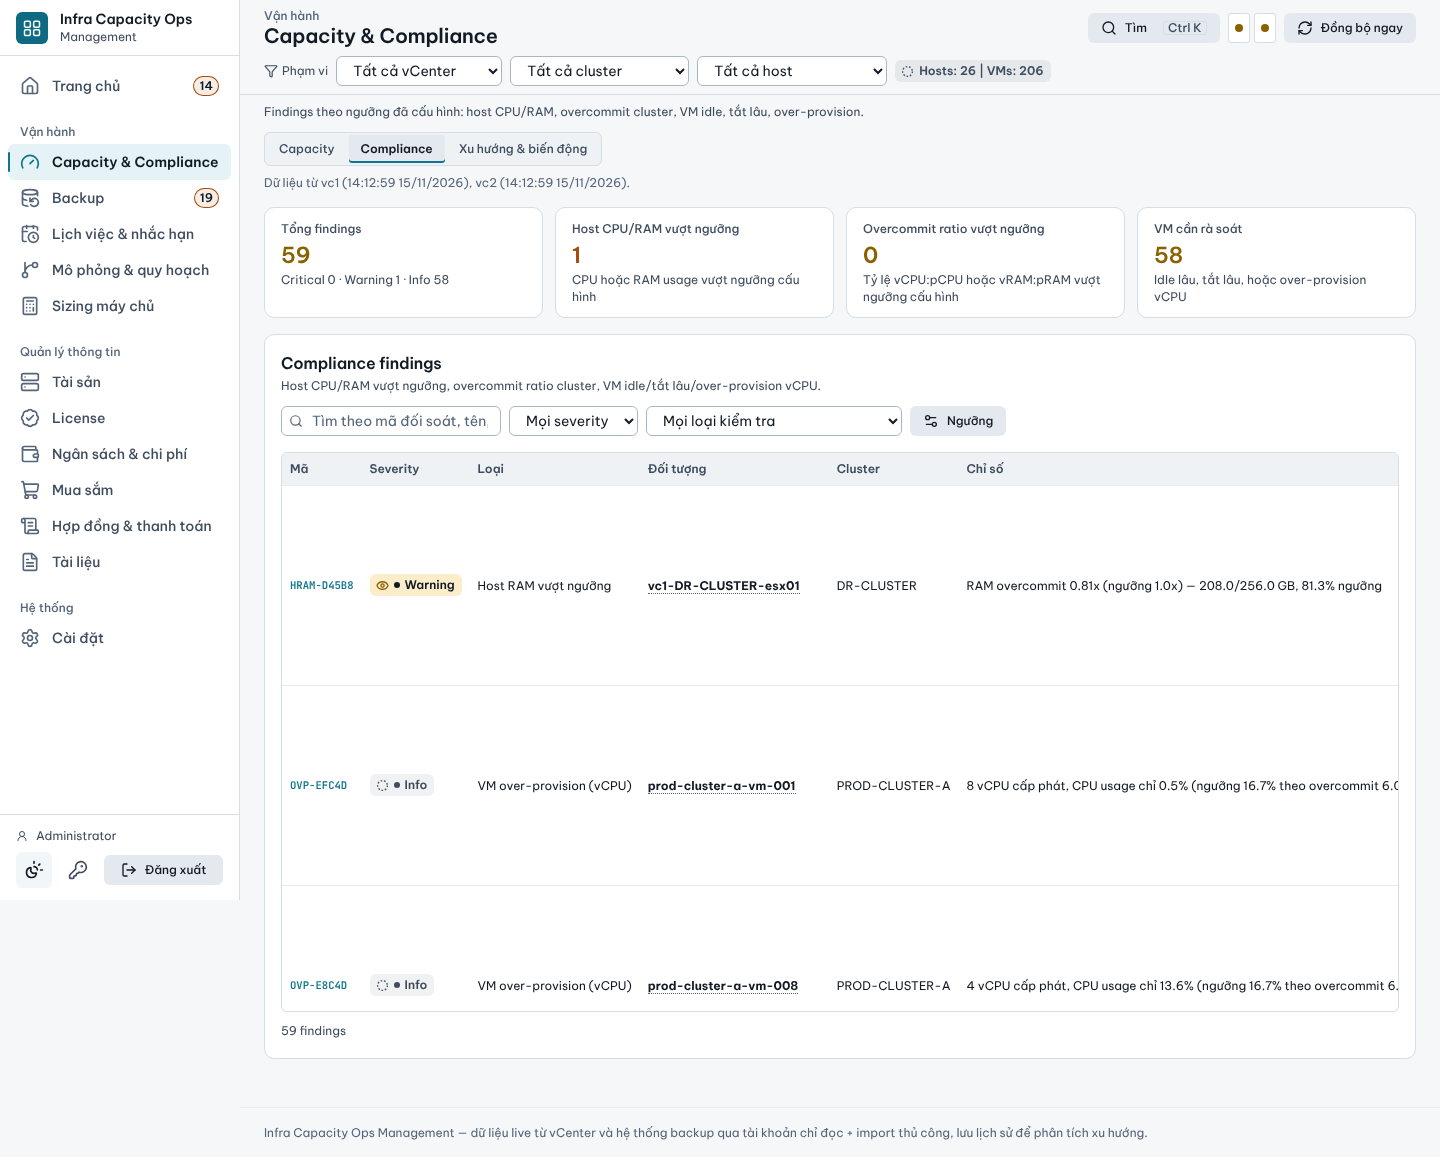 Infra Capacity Ops
Management
Trang chủ 14
Vận hành
Capacity & Compliance
Backup 19
Lịch việc & nhắc hạn
Mô phỏng & quy hoạch
Sizing máy chủ
Quản lý thông tin
Tài sản
License
Ngân sách & chi phí
Mua sắm
Hợp đồng & thanh toán
Tài liệu
Hệ thống
Cài đặt
Administrator
Đăng xuất
Vận hành
Capacity & Compliance
Tìm Ctrl K
Đồng bộ ngay
Phạm vi Tất cả vCenter Tất cả cluster Tất cả host Hosts: 26 | VMs: 206
Findings theo ngưỡng đã cấu hình: host CPU/RAM, overcommit cluster, VM idle, tắt lâu, over-provision.
Capacity Compliance Xu hướng & biến động
Dữ liệu từ vc1 (14:12:59 15/11/2026), vc2 (14:12:59 15/11/2026).
Tổng findings
59
Critical 0 · Warning 1 · Info 58
Host CPU/RAM vượt ngưỡng
1
CPU hoặc RAM usage vượt ngưỡng cấu
hình
Overcommit ratio vượt ngưỡng
0
Tỷ lệ vCPU:pCPU hoặc vRAM:pRAM vượt
ngưỡng cấu hình
VM cần rà soát
58
Idle lâu, tắt lâu, hoặc over-provision
vCPU
Compliance findings
Host CPU/RAM vượt ngưỡng, overcommit ratio cluster, VM idle/tắt lâu/over-provision vCPU.
Tìm theo mã đối soát, tên, Mọi severity Mọi loại kiểm tra Ngưỡng
Mã Severity Loại Đối tượng Cluster Chỉ số
HRAM-D45B8 Warning Host RAM vượt ngưỡng vc1-DR-CLUSTER-esx01 DR-CLUSTER RAM overcommit 0.81x (ngưỡng 1.0x) — 208.0/256.0 GB, 81.3% ngưỡng
OVP-EFC4D Info VM over-provision (vCPU) prod-cluster-a-vm-001 PROD-CLUSTER-A 8 vCPU cấp phát, CPU usage chỉ 0.5% (ngưỡng 16.7% theo overcommit 6.0
OVP-E8C4D Info VM over-provision (vCPU) prod-cluster-a-vm-008 PROD-CLUSTER-A 4 vCPU cấp phát, CPU usage chỉ 13.6% (ngưỡng 16.7% theo overcommit 6.
59 findings
Infra Capacity Ops Management — dữ liệu live từ vCenter và hệ thống backup qua tài khoản chỉ đọc + import thủ công, lưu lịch sử để phân tích xu hướng.